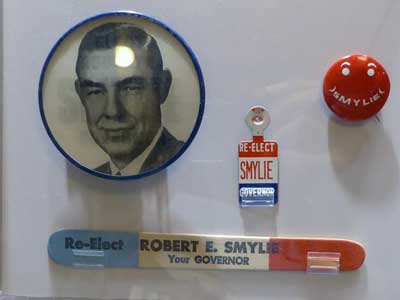 )SMYLIE(
RE-ELECT
SMYLIE
GOVERNOR
Re-Elect ROBERT E. SMYLIE
Your GOVERNOR